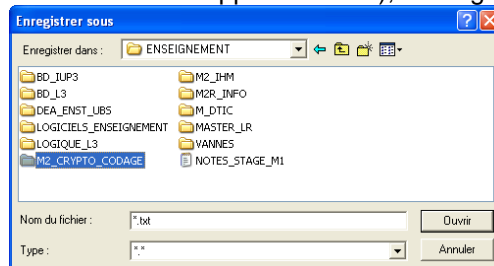 Enregistrer sous
Enregistrer dans : ENSEIGNEMENT
BD_IUP3 M2_IHM
BD_L3 M2R_INFO
DEA_ENST_UBS M_DTIC
LOGICIELS_ENSEIGNEMENT MASTER_LR
LOGIQUE_L3 VANNES
M2_CRYPTO_CODAGE NOTES_STAGE_M1
Nom du fichier : *.txt Ouvrir
Type : *.* Annuler